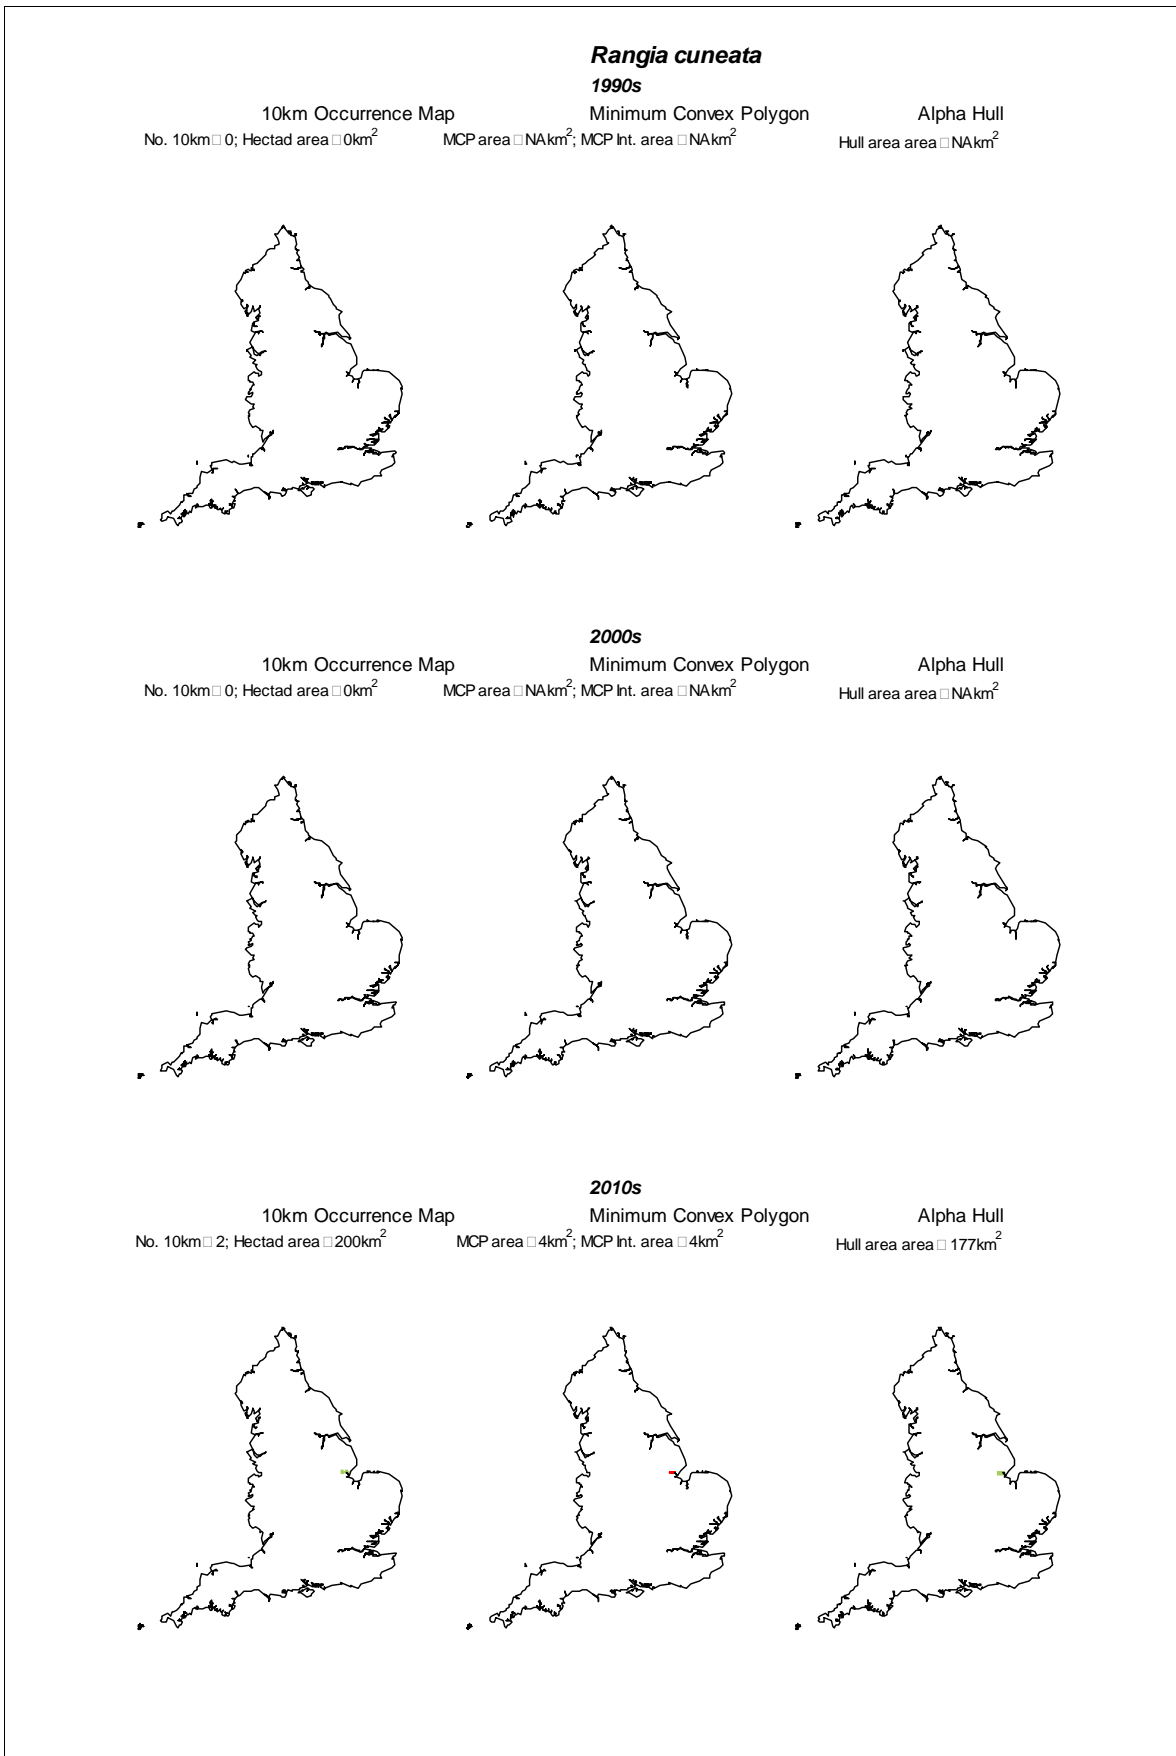 Rangia cuneata
1990s
10km Occurrence Map Minimum Convex Polygon Alpha Hull
No. 10km□0; Hectad area□0km² MCP area□NAkm²; MCP Int. area□NAkm² Hull area area□NAkm²
2000s
10km Occurrence Map Minimum Convex Polygon Alpha Hull
No. 10km□0; Hectad area□0km² MCP area□NAkm²; MCP Int. area□NAkm² Hull area area□NAkm²
2010s
10km Occurrence Map Minimum Convex Polygon Alpha Hull
No. 10km□2; Hectad area□200km² MCP area□4km²; MCP Int. area□4km² Hull area area□177km²